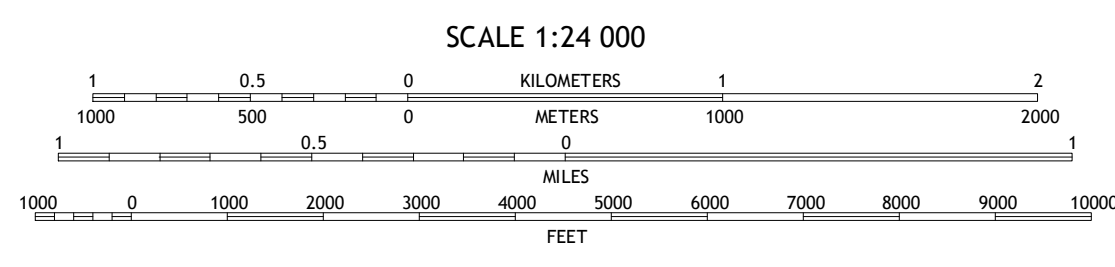 SCALE 1:24 000
1 0.5 0 KILOMETERS 1 2
1000 500 0 METERS 1000 2000
1 0.5 0 1
MILES
1000 0 1000 2000 3000 4000 5000 6000 7000 8000 9000 10000
FEET